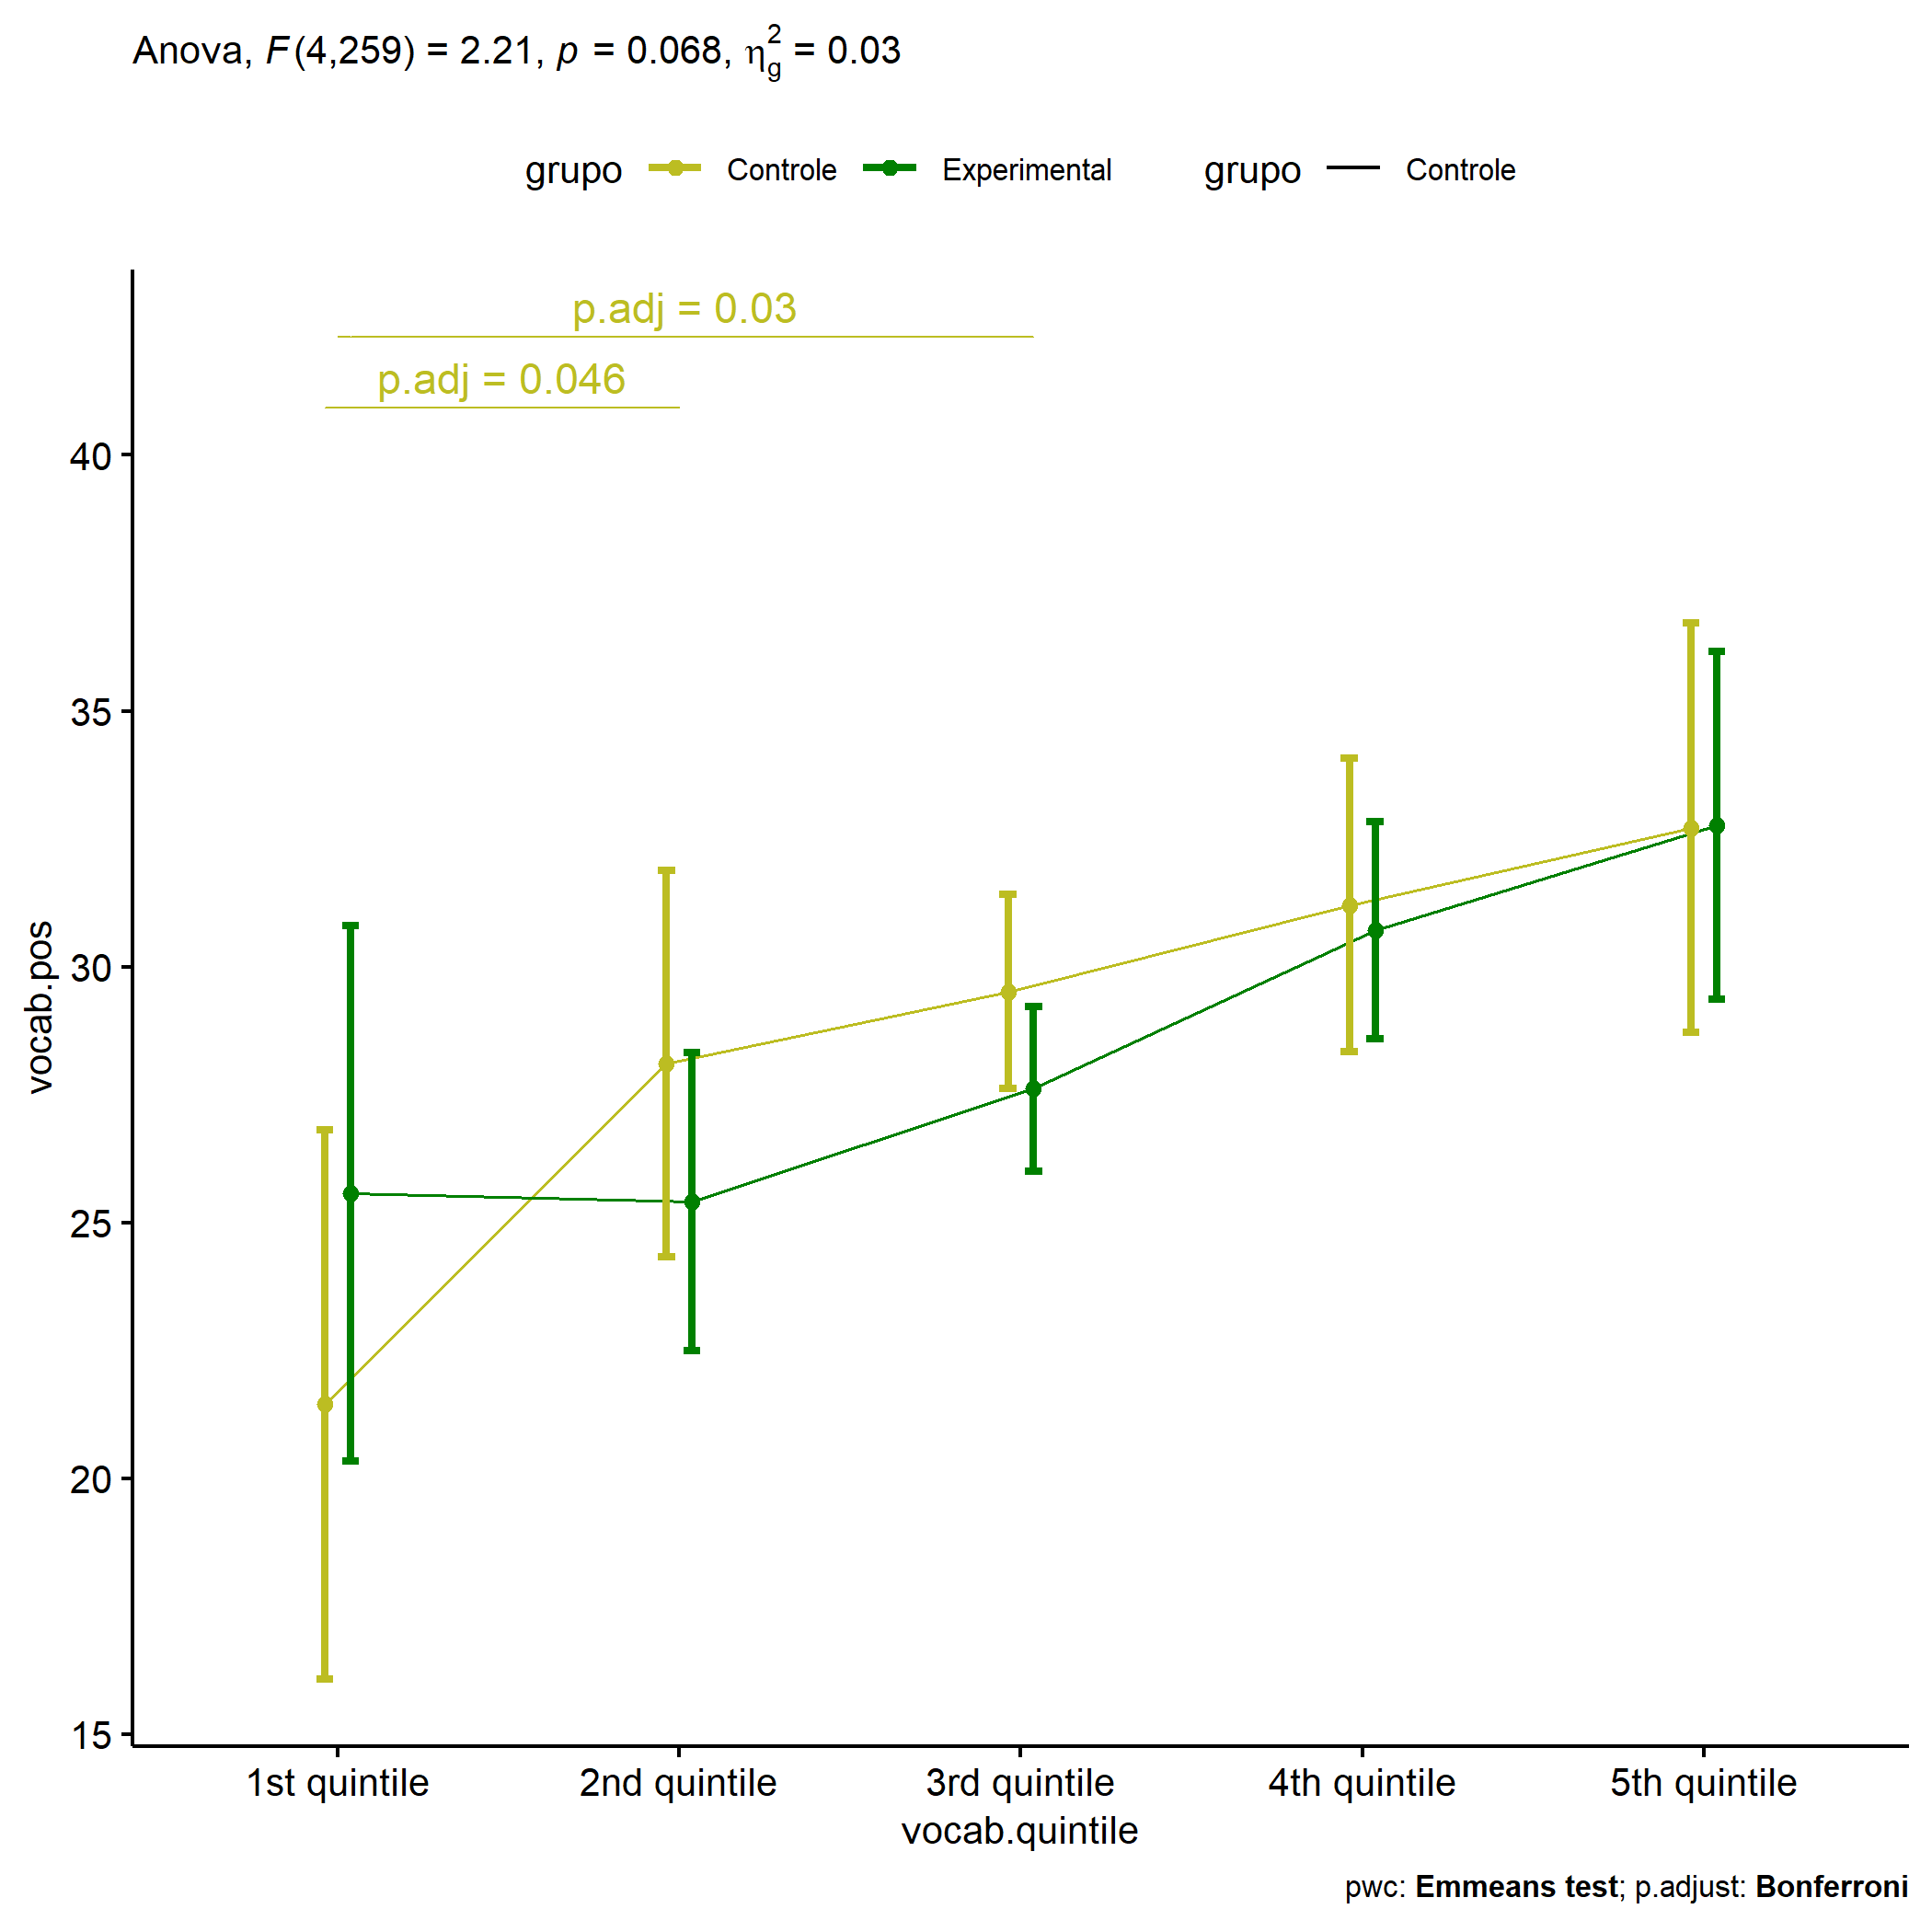 Anova, F(4,259) = 2.21, p = 0.068, η²g = 0.03
grupo Controle Experimental grupo Controle
p.adj = 0.03
p.adj = 0.046
40
35
30
25
20
15
vocab.pos
1st quintile 2nd quintile 3rd quintile 4th quintile 5th quintile
vocab.quintile
pwc: Emmeans test; p.adjust: Bonferroni